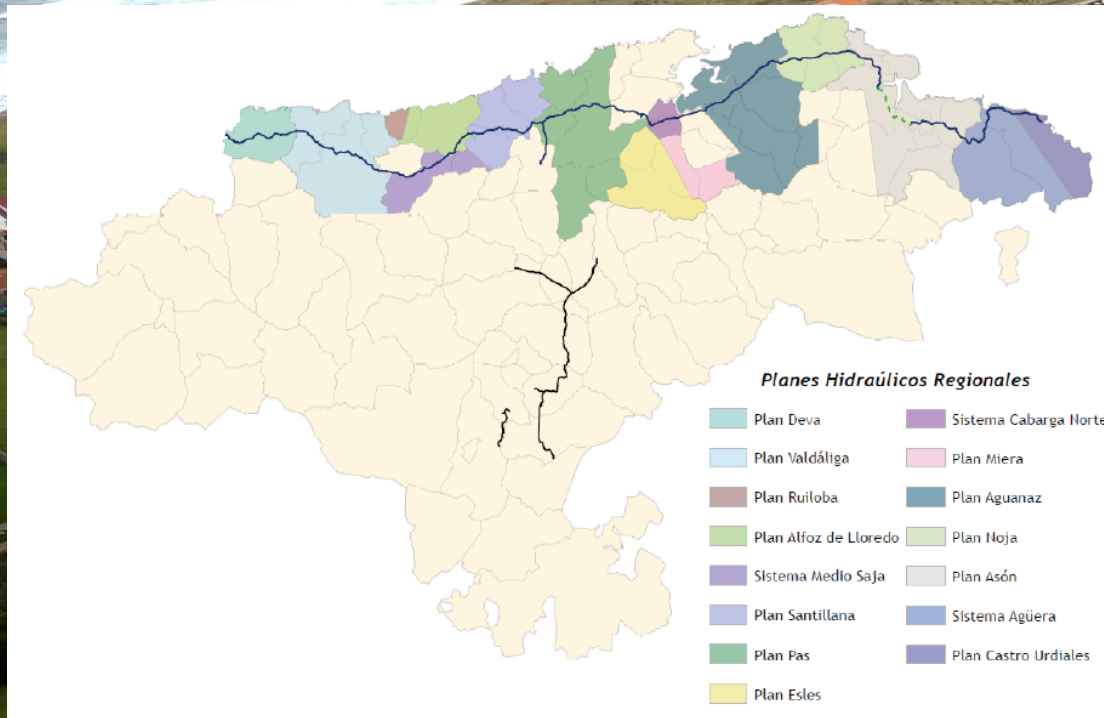 Planes Hidraúlicos Regionales
Plan Deva
Plan Valdáliga
Plan Ruiloba
Plan Alfoz de Lloredo
Sistema Medio Saja
Plan Santillana
Plan Pas
Plan Esles
Sistema Cabarga Norte
Plan Miera
Plan Aguanaz
Plan Noja
Plan Asón
Sistema Agüera
Plan Castro Urdiales